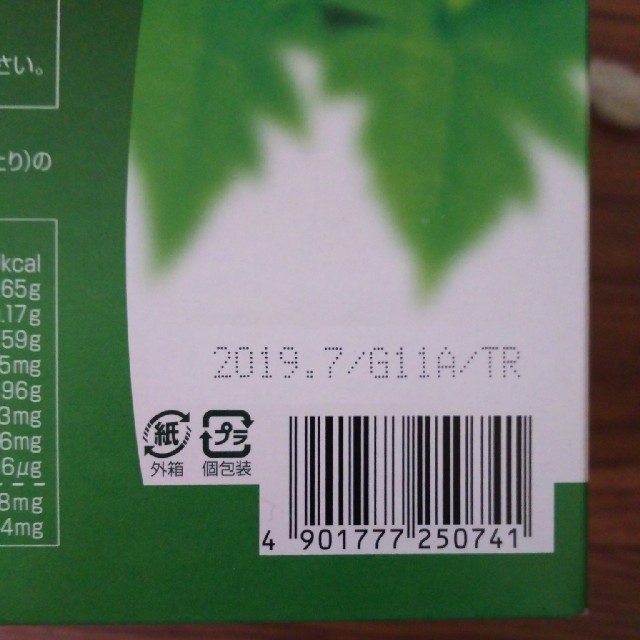 さい。
たり)の
kcal
65g
.17g
59g
5mg
96g
3mg
6mg
6μg
8mg
4mg
2019.7/G11A/TR
紙
プラ
外箱
個包装
4 901777 250741